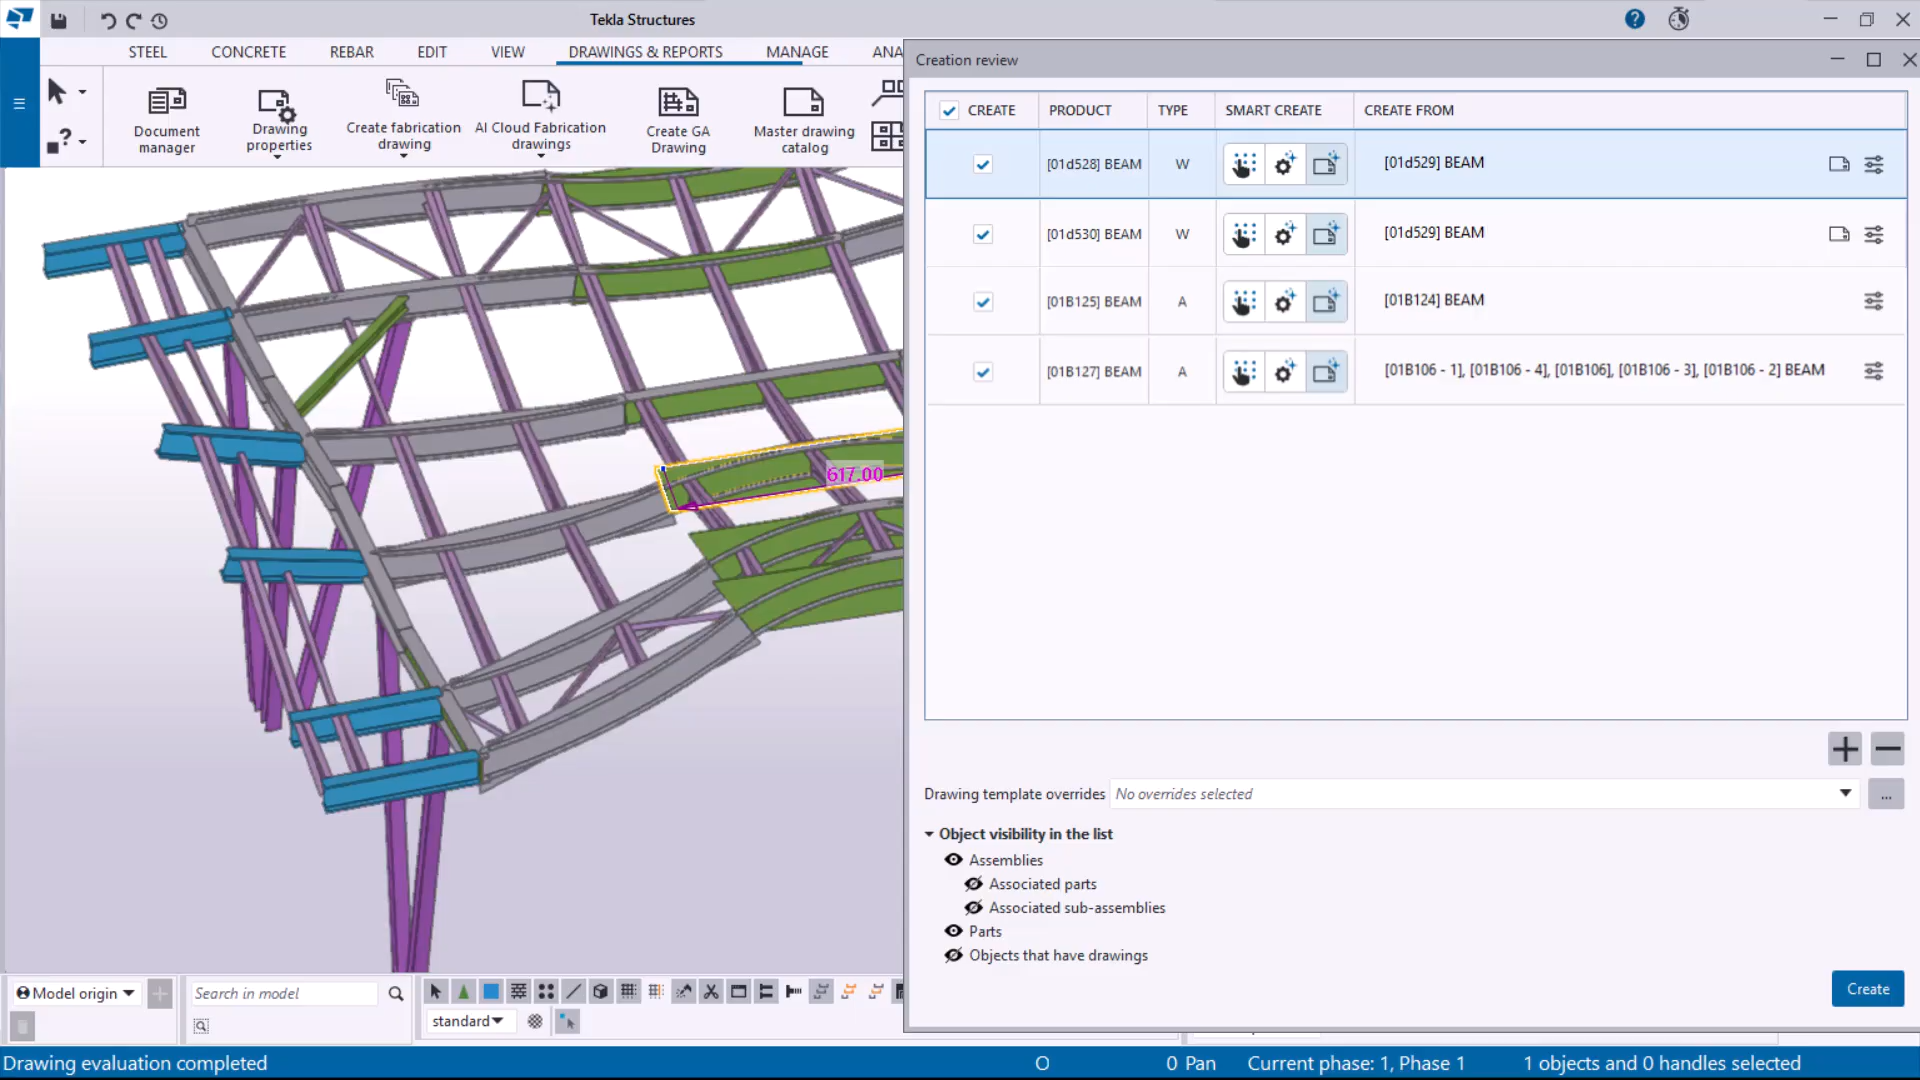 Tekla Structures
STEEL CONCRETE REBAR EDIT VIEW DRAWINGS & REPORTS MANAGE ANA
Document manager
Drawing properties
Create fabrication drawing
AI Cloud Fabrication drawings
Create GA Drawing
Master drawing catalog
617.00
Creation review
CREATE PRODUCT TYPE SMART CREATE CREATE FROM
[01d528] BEAM W [01d529] BEAM
[01d530] BEAM W [01d529] BEAM
[01B125] BEAM A [01B124] BEAM
[01B127] BEAM A [01B106 - 1], [01B106 - 4], [01B106], [01B106 - 3], [01B106 - 2] BEAM
Drawing template overrides No overrides selected ...
Object visibility in the list
Assemblies
Associated parts
Associated sub-assemblies
Parts
Objects that have drawings
Create
Model origin
Search in model
standard
Drawing evaluation completed O 0 Pan Current phase: 1, Phase 1 1 objects and 0 handles selected